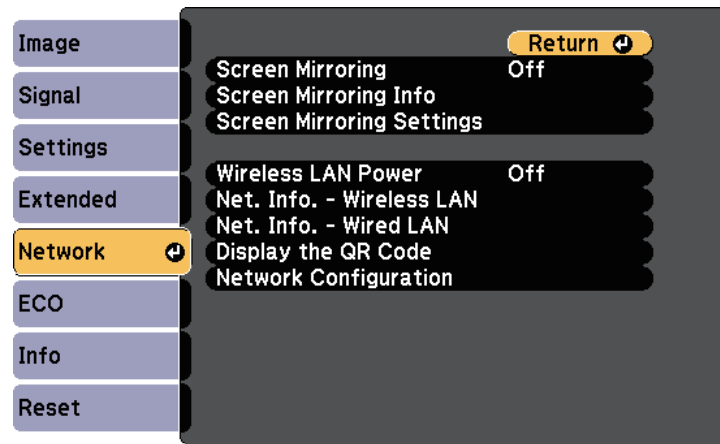 Image
Signal
Settings
Extended
Network
ECO
Info
Reset
Return
Screen Mirroring Off
Screen Mirroring Info
Screen Mirroring Settings
Wireless LAN Power Off
Net. Info. - Wireless LAN
Net. Info. - Wired LAN
Display the QR Code
Network Configuration